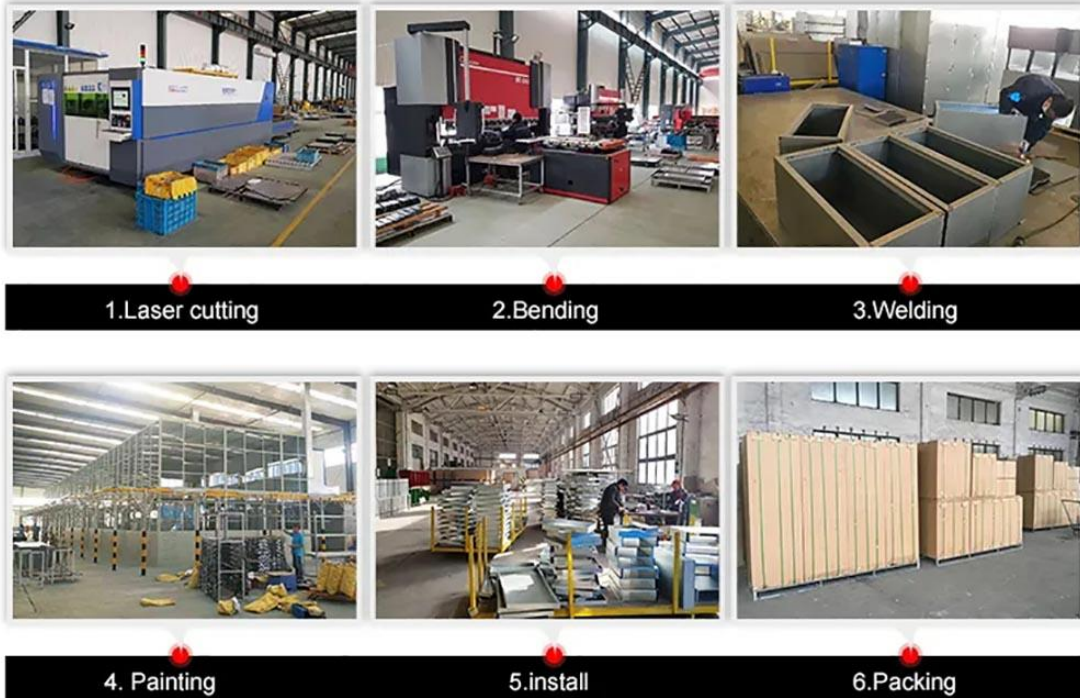 1.Laser cutting
2.Bending
3.Welding
4. Painting
5.install
6.Packing